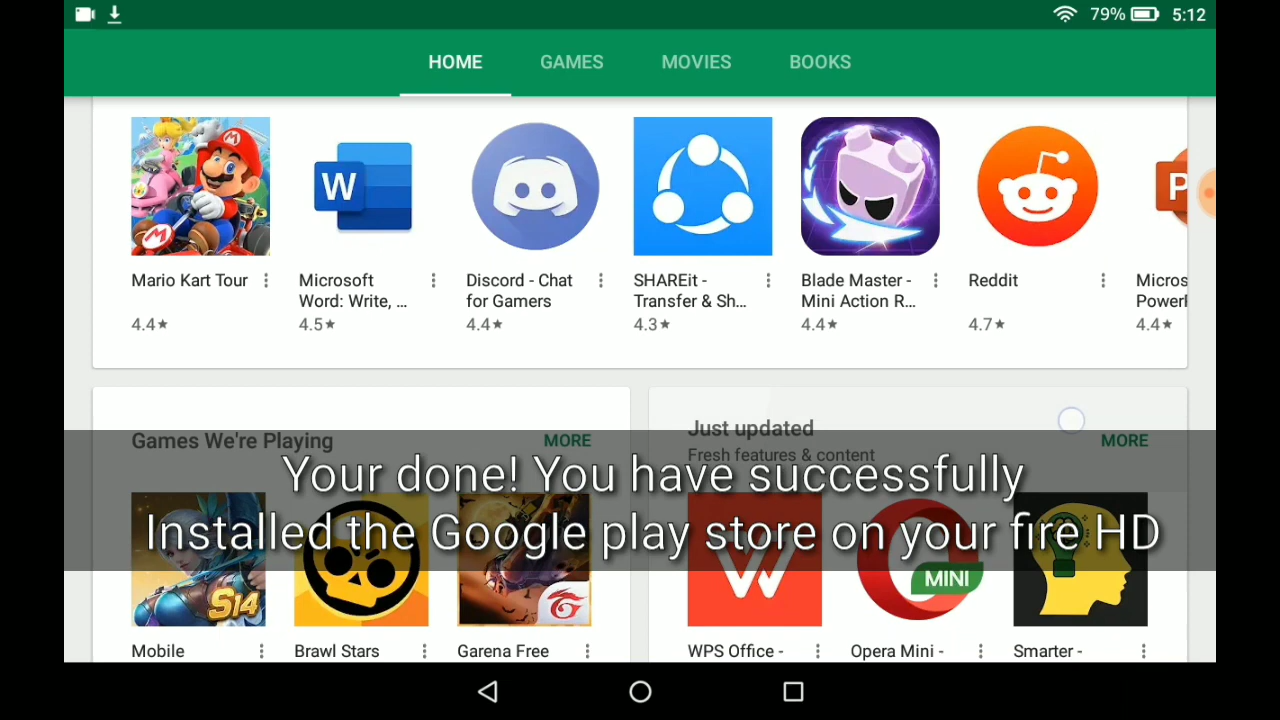 79% 5:12
HOME GAMES MOVIES BOOKS
W
P
Mario Kart Tour
Microsoft
Word: Write, ...
Discord - Chat
for Gamers
SHAREit -
Transfer & Sh...
Blade Master -
Mini Action R...
Reddit
Micros
PowerP
4.4★ 4.5★ 4.4★ 4.3★ 4.4★ 4.7★ 4.4★
Games We're Playing MORE
Just updated MORE
Fresh features & content
Your done! You have successfully
Installed the Google play store on your fire HD
S14
W
MINI
Mobile Brawl Stars Garena Free WPS Office - Opera Mini - Smarter -